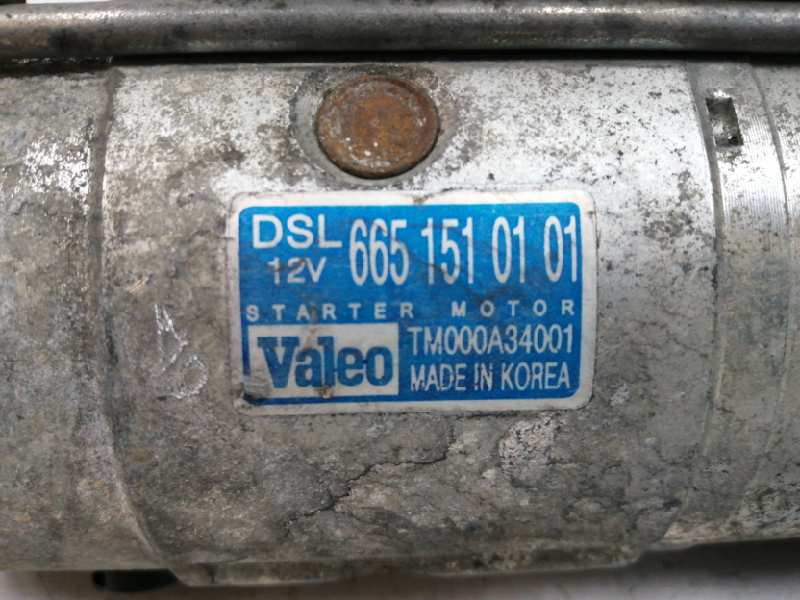 DSL 665 151 01 01
12V
STARTER MOTOR
Valeo TM000A34001
MADE IN KOREA